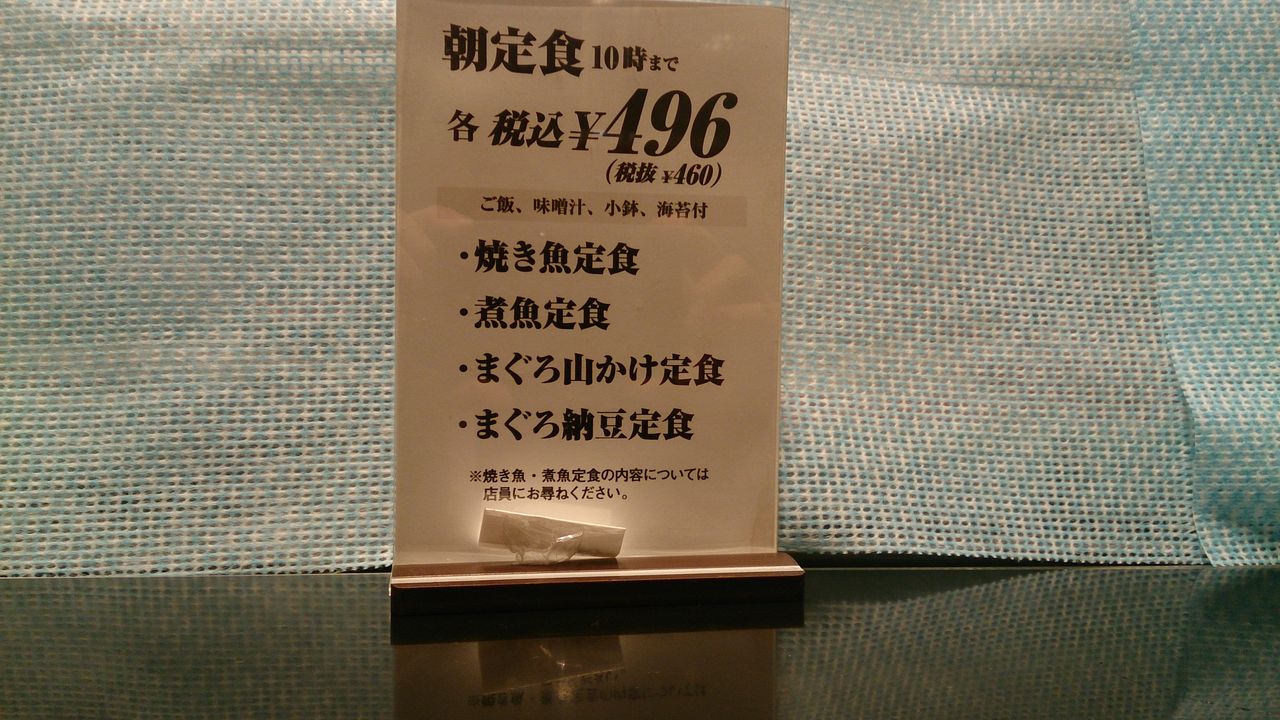 朝定食 10時まで
各 税込¥496
(税抜 ¥460)
ご飯、味噌汁、小鉢、海苔付
・焼き魚定食
・煮魚定食
・まぐろ山かけ定食
・まぐろ納豆定食
※焼き魚・煮魚定食の内容については
店員にお尋ねください。